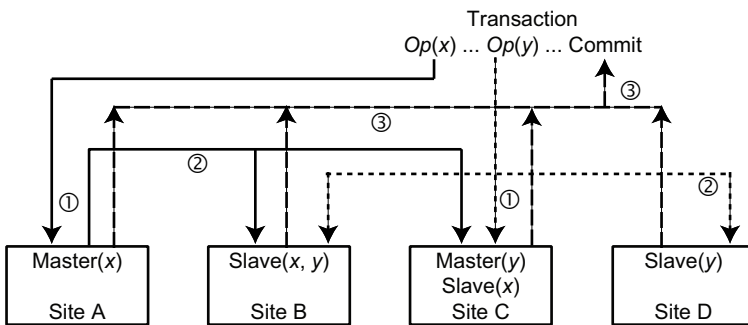 Transaction
Op(x) ... Op(y) ... Commit
③
③
②
②
①
①
Master(x)
Site A
Slave(x, y)
Site B
Master(y)
Slave(x)
Site C
Slave(y)
Site D